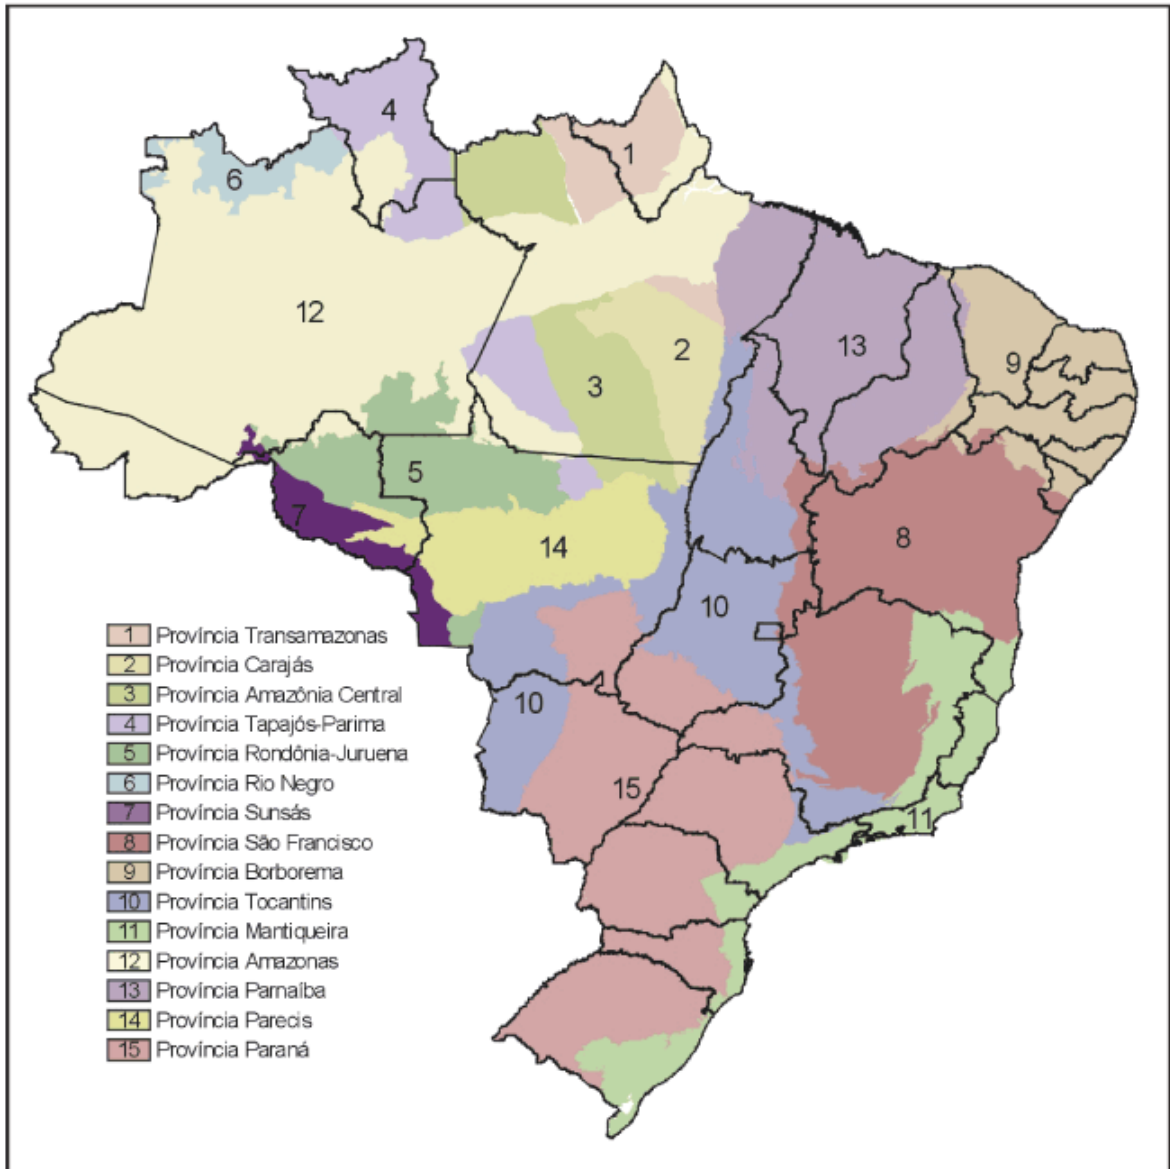 4
1
6
12
2
13
3
9
5
7
14
8
10
10
15
11
1 Província Transamazonas
2 Província Carajás
3 Província Amazônia Central
4 Província Tapajós-Parima
5 Província Rondônia-Juruena
6 Província Rio Negro
7 Província Sunsás
8 Província São Francisco
9 Província Borborema
10 Província Tocantins
11 Província Mantiqueira
12 Província Amazonas
13 Província Parnaíba
14 Província Parecis
15 Província Paraná